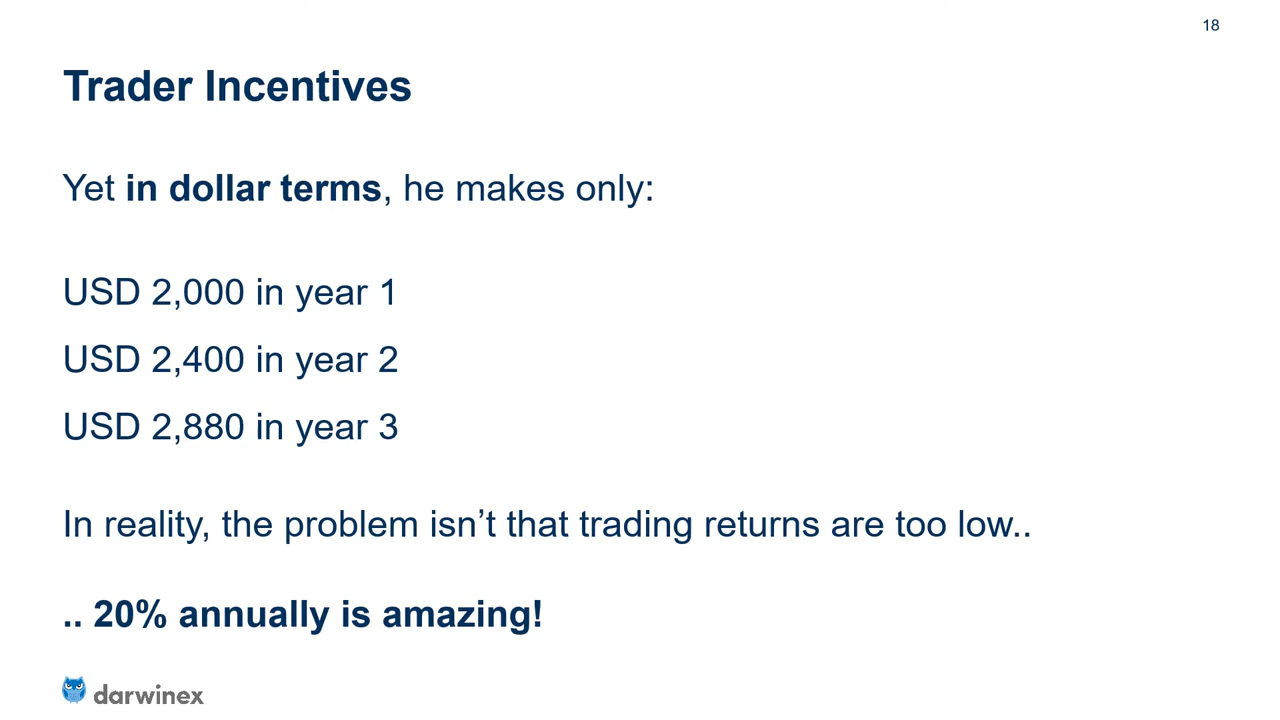 18
Trader Incentives
Yet in dollar terms, he makes only:
USD 2,000 in year 1
USD 2,400 in year 2
USD 2,880 in year 3
In reality, the problem isn’t that trading returns are too low..
.. 20% annually is amazing!
darwinex